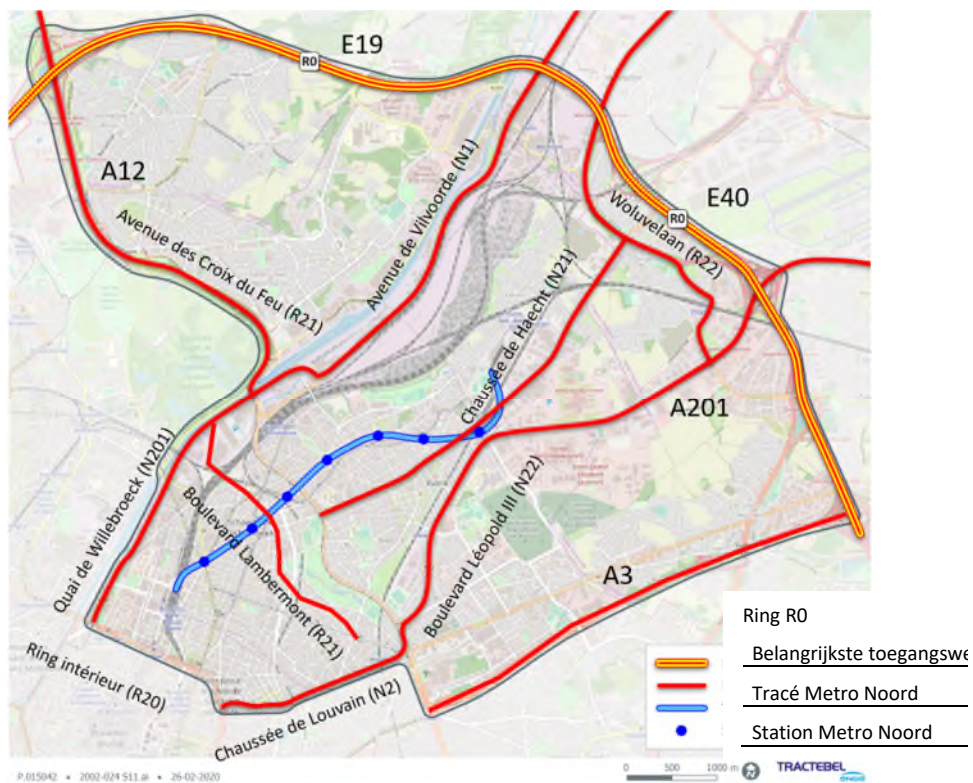 E19
R0
A12
E40
R0
Avenue des Croix du Feu (R21)
Avenue de Vilvoorde (N1)
Woluvelaan (R22)
Chaussée de Haecht (N21)
A201
Quai de Willebroeck (N201)
Boulevard Lambermont (R21)
Boulevard Léopold III (N22)
A3
Ring intérieur (R20)
Chaussée de Louvain (N2)
Ring R0
Belangrijkste toegangswe
Tracé Metro Noord
Station Metro Noord
P.015042 • 2002-024 S11.ai • 26-02-2020
0 500 1000 m
TRACTEBEL
ENGIE